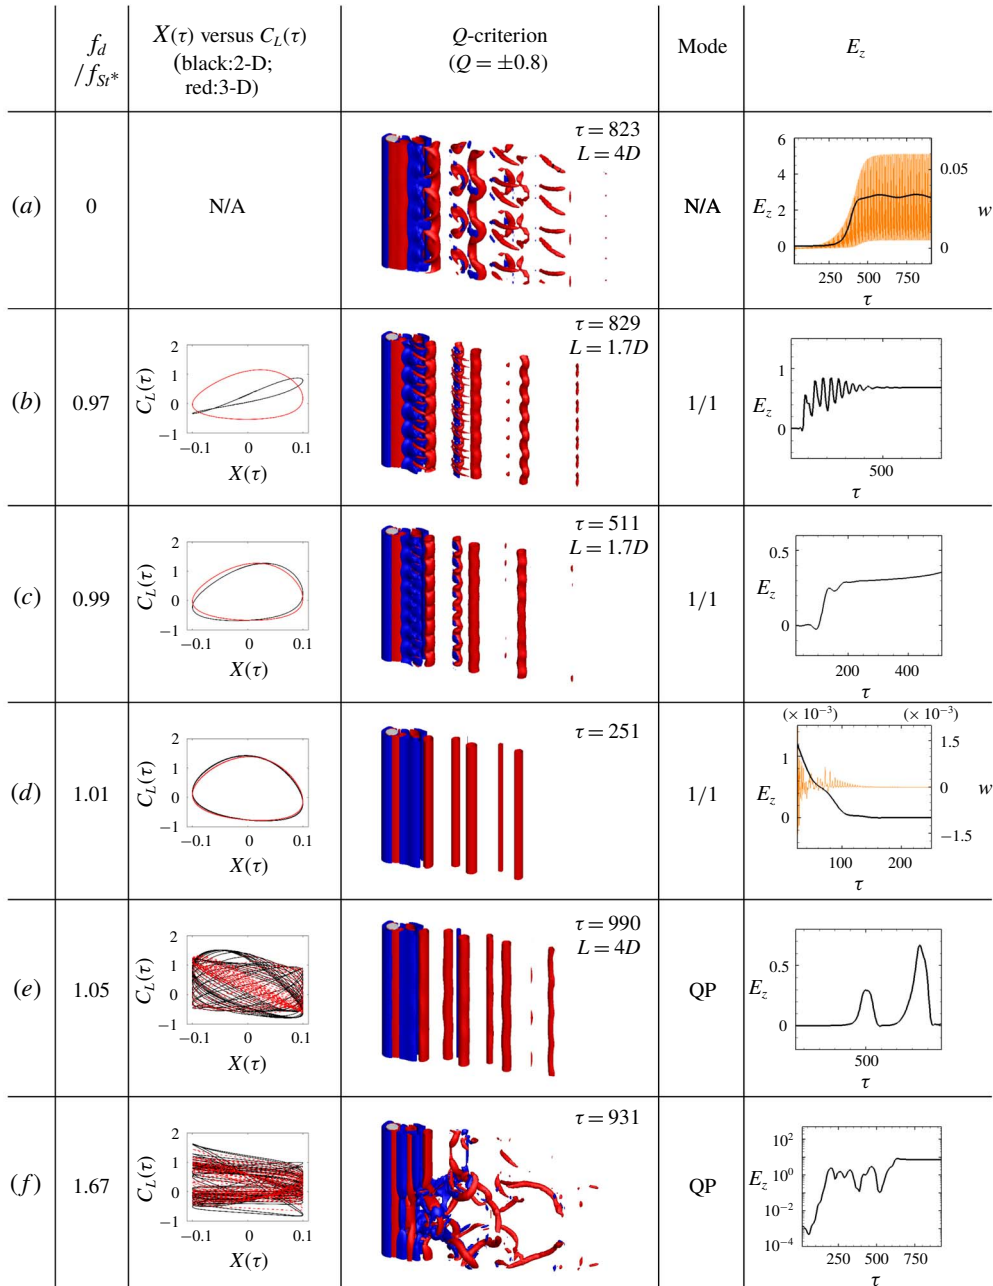 f_d
/f_St*
X(τ) versus C_L(τ)
(black:2-D;
red:3-D)
Q-criterion
(Q = ±0.8)
Mode
E_z
(a)
0
N/A
τ = 823
L = 4D
N/A
6
4
2
0
E_z
0.05
0
w
250 500 750
τ
(b)
0.97
2
1
0
−1
C_L(τ)
−0.1 0 0.1
X(τ)
τ = 829
L = 1.7D
1/1
1
0
E_z
500
τ
(c)
0.99
2
1
0
−1
C_L(τ)
−0.1 0 0.1
X(τ)
τ = 511
L = 1.7D
1/1
0.5
0
E_z
200 400
τ
(d)
1.01
2
1
0
−1
C_L(τ)
−0.1 0 0.1
X(τ)
τ = 251
1/1
(× 10⁻³) (× 10⁻³)
1
0
E_z
1.5
0
−1.5
w
100 200
τ
(e)
1.05
2
1
0
−1
C_L(τ)
−0.1 0 0.1
X(τ)
τ = 990
L = 4D
QP
0.5
0
E_z
500
τ
(f)
1.67
2
1
0
−1
C_L(τ)
−0.1 0 0.1
X(τ)
τ = 931
QP
10²
10⁰
10⁻²
10⁻⁴
E_z
250 500 750
τ